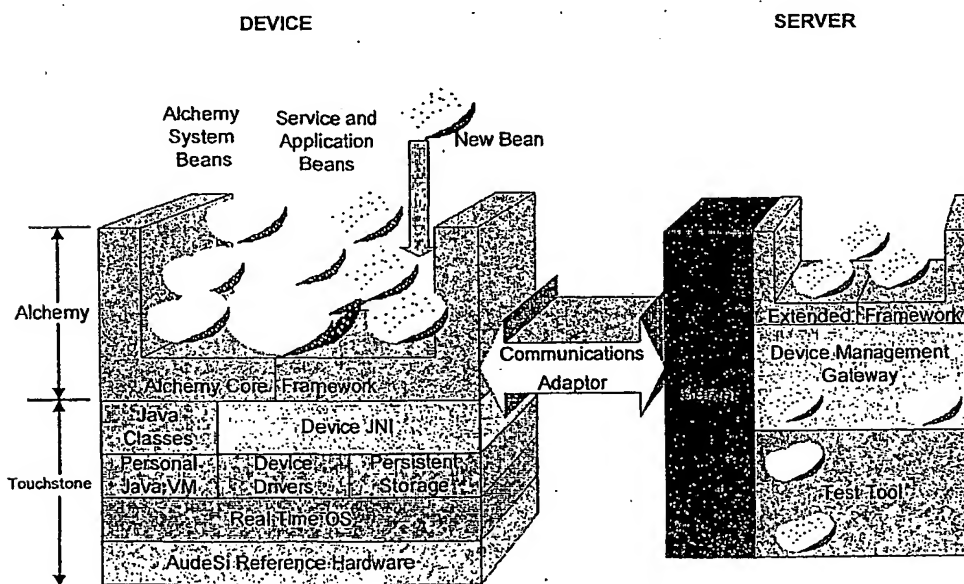 DEVICE
SERVER
Alchemy
System
Beans
Service and
Application
Beans
New Bean
Alchemy
Communications
Adaptor
Extended Framework
Device Management
Gateway
Alchemy Core Framework
Java
Classes
Device JNI
Touchstone
Personal
Java VM
Device
Drivers
Persistent
Storage
Test Tool
Real Time OS
AudeSi Reference Hardware